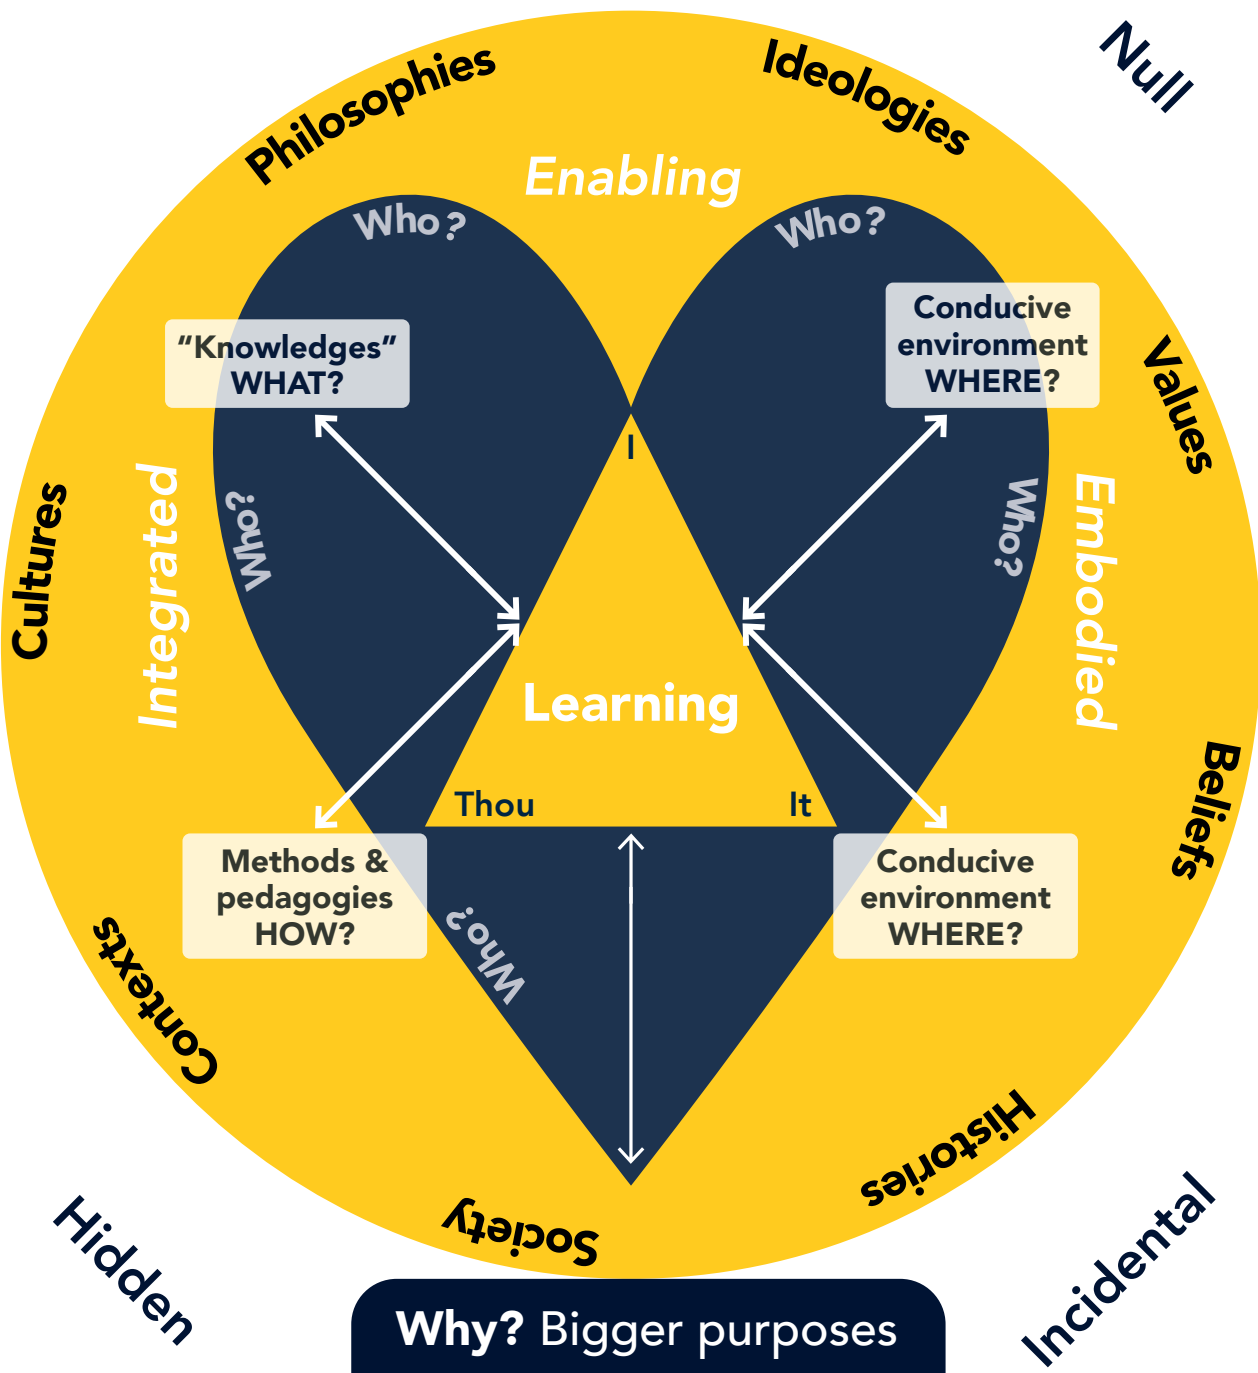 Null
Philosophies
Ideologies
Enabling
Who?
Who?
“Knowledges”
WHAT?
Conducive
environment
WHERE?
Values
I
Cultures
Integrated
Who?
Who?
Embodied
Learning
Thou
It
Beliefs
Methods &
pedagogies
HOW?
Conducive
environment
WHERE?
Who?
Contexts
Histories
Society
Hidden
Incidental
Why? Bigger purposes